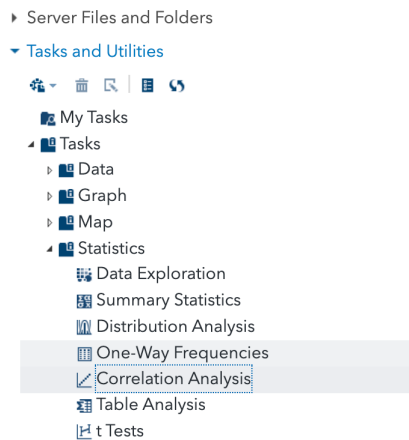 Server Files and Folders
Tasks and Utilities
My Tasks
Tasks
Data
Graph
Map
Statistics
Data Exploration
Summary Statistics
Distribution Analysis
One-Way Frequencies
Correlation Analysis
Table Analysis
t Tests